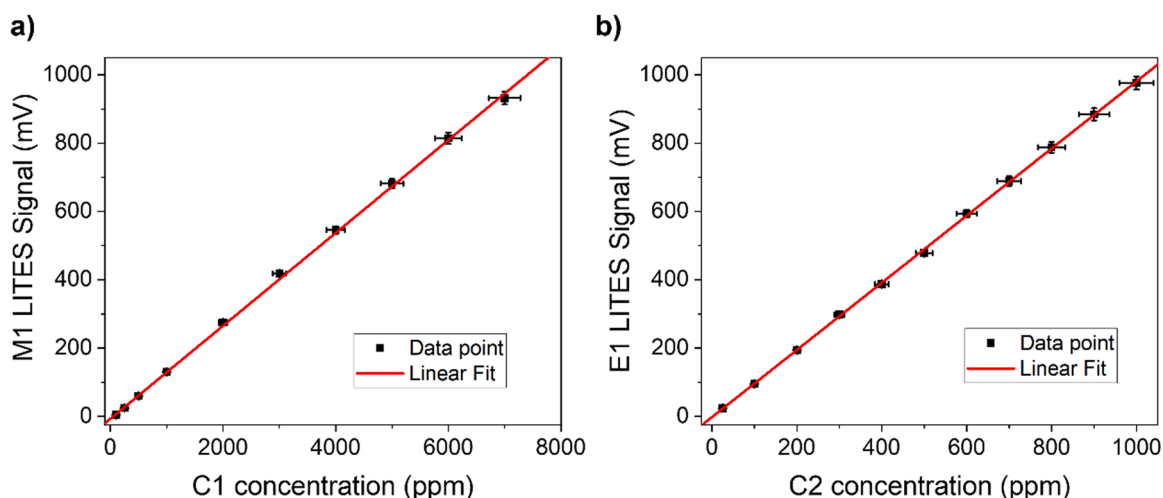 a)
M1 LITES Signal (mV)
1000
800
600
400
200
0
0 2000 4000 6000 8000
C1 concentration (ppm)
Data point
Linear Fit
b)
E1 LITES Signal (mV)
1000
800
600
400
200
0
0 200 400 600 800 1000
C2 concentration (ppm)
Data point
Linear Fit